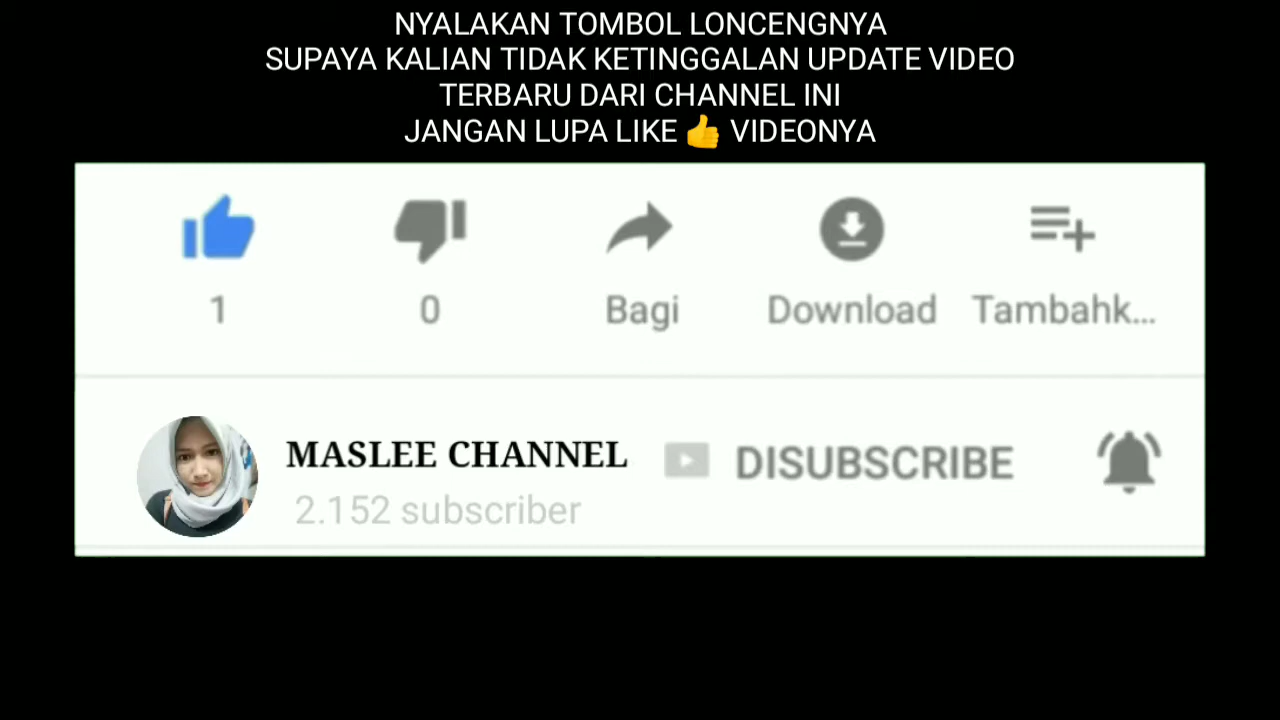 NYALAKAN TOMBOL LONCENGNYA
SUPAYA KALIAN TIDAK KETINGGALAN UPDATE VIDEO
TERBARU DARI CHANNEL INI
JANGAN LUPA LIKE 👍 VIDEONYA
1 0 Bagi Download Tambahk...
MASLEE CHANNEL DISUBSCRIBE
2.152 subscriber